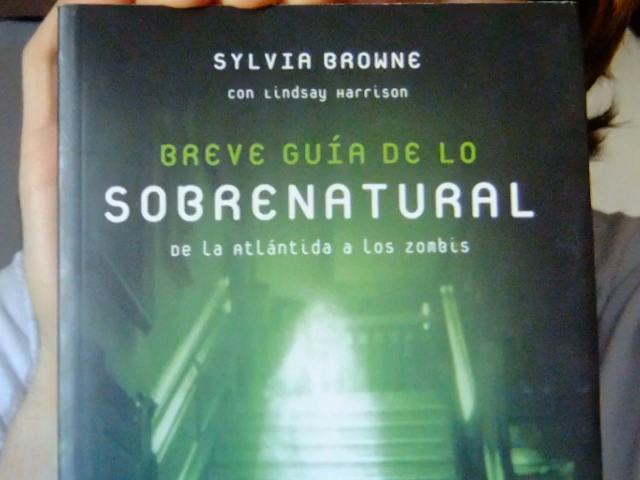 SYLVIA BROWNE
con Lindsay Harrison
BREVE GUÍA DE LO
SOBRENATURAL
De la Atlántida a los zombis